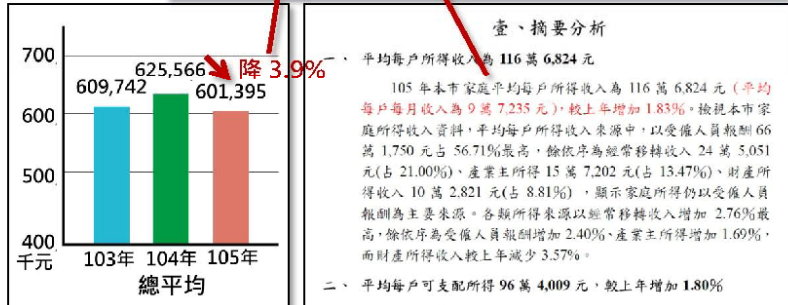 700
600
500
400
千元
609,742
625,566
601,395
降 3.9%
103年 104年 105年
總平均
壹、摘要分析
一、 平均每戶所得收入為 116 萬 6,824 元
105 年本市家庭平均每戶所得收入為 116 萬 6,824 元（平均
每戶每月收入為 9 萬 7,235 元），較上年增加 1.83%。檢視本市家
庭所得收入資料，平均每戶所得收入來源中，以受僱人員報酬 66
萬 1,750 元占 56.71%最高，餘依序為經常移轉收入 24 萬 5,051
元(占 21.00%)、產業主所得 15 萬 7,202 元(占 13.47%)、財產所
得收入 10 萬 2,821 元(占 8.81%) ，顯示家庭所得仍以受僱人員
報酬為主要來源。各類所得來源以經常移轉收入增加 2.76%最
高，餘依序為受僱人員報酬增加 2.40%、產業主所得增加 1.69%，
而財產所得收入較上年減少 3.57%。
二、 平均每戶可支配所得 96 萬 4,009 元，較上年增加 1.80%